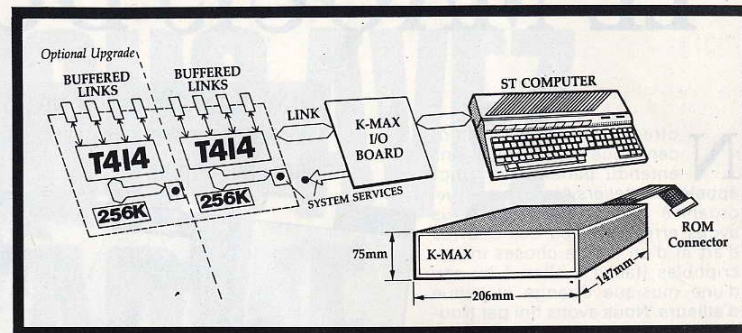 Optional Upgrade
BUFFERED
LINKS
BUFFERED
LINKS
T414
256K
T414
256K
LINK
SYSTEM SERVICES
K-MAX
I/O
BOARD
ST COMPUTER
ROM
Connector
K-MAX
75mm
206mm
147mm